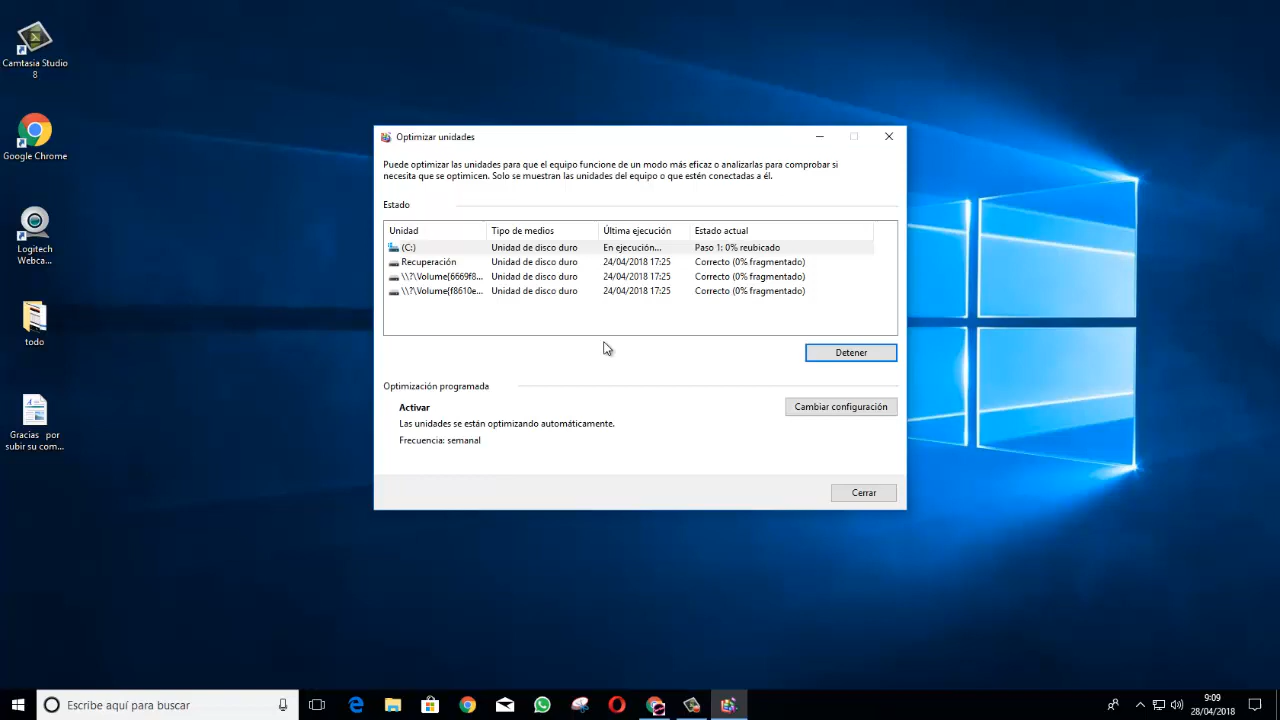 Camtasia Studio
8
Google Chrome
Logitech
Webca...
todo
Gracias por
subir su com...
Optimizar unidades
Puede optimizar las unidades para que el equipo funcione de un modo más eficaz o analizarlas para comprobar si
necesita que se optimicen. Solo se muestran las unidades del equipo o que estén conectadas a él.
Estado
Unidad Tipo de medios Última ejecución Estado actual
(C:) Unidad de disco duro En ejecución... Paso 1: 0% reubicado
Recuperación Unidad de disco duro 24/04/2018 17:25 Correcto (0% fragmentado)
\\?\Volume{6669f8... Unidad de disco duro 24/04/2018 17:25 Correcto (0% fragmentado)
\\?\Volume{f8610e... Unidad de disco duro 24/04/2018 17:25 Correcto (0% fragmentado)
Detener
Optimización programada
Activar
Cambiar configuración
Las unidades se están optimizando automáticamente.
Frecuencia: semanal
Cerrar
Escribe aquí para buscar
9:09
28/04/2018